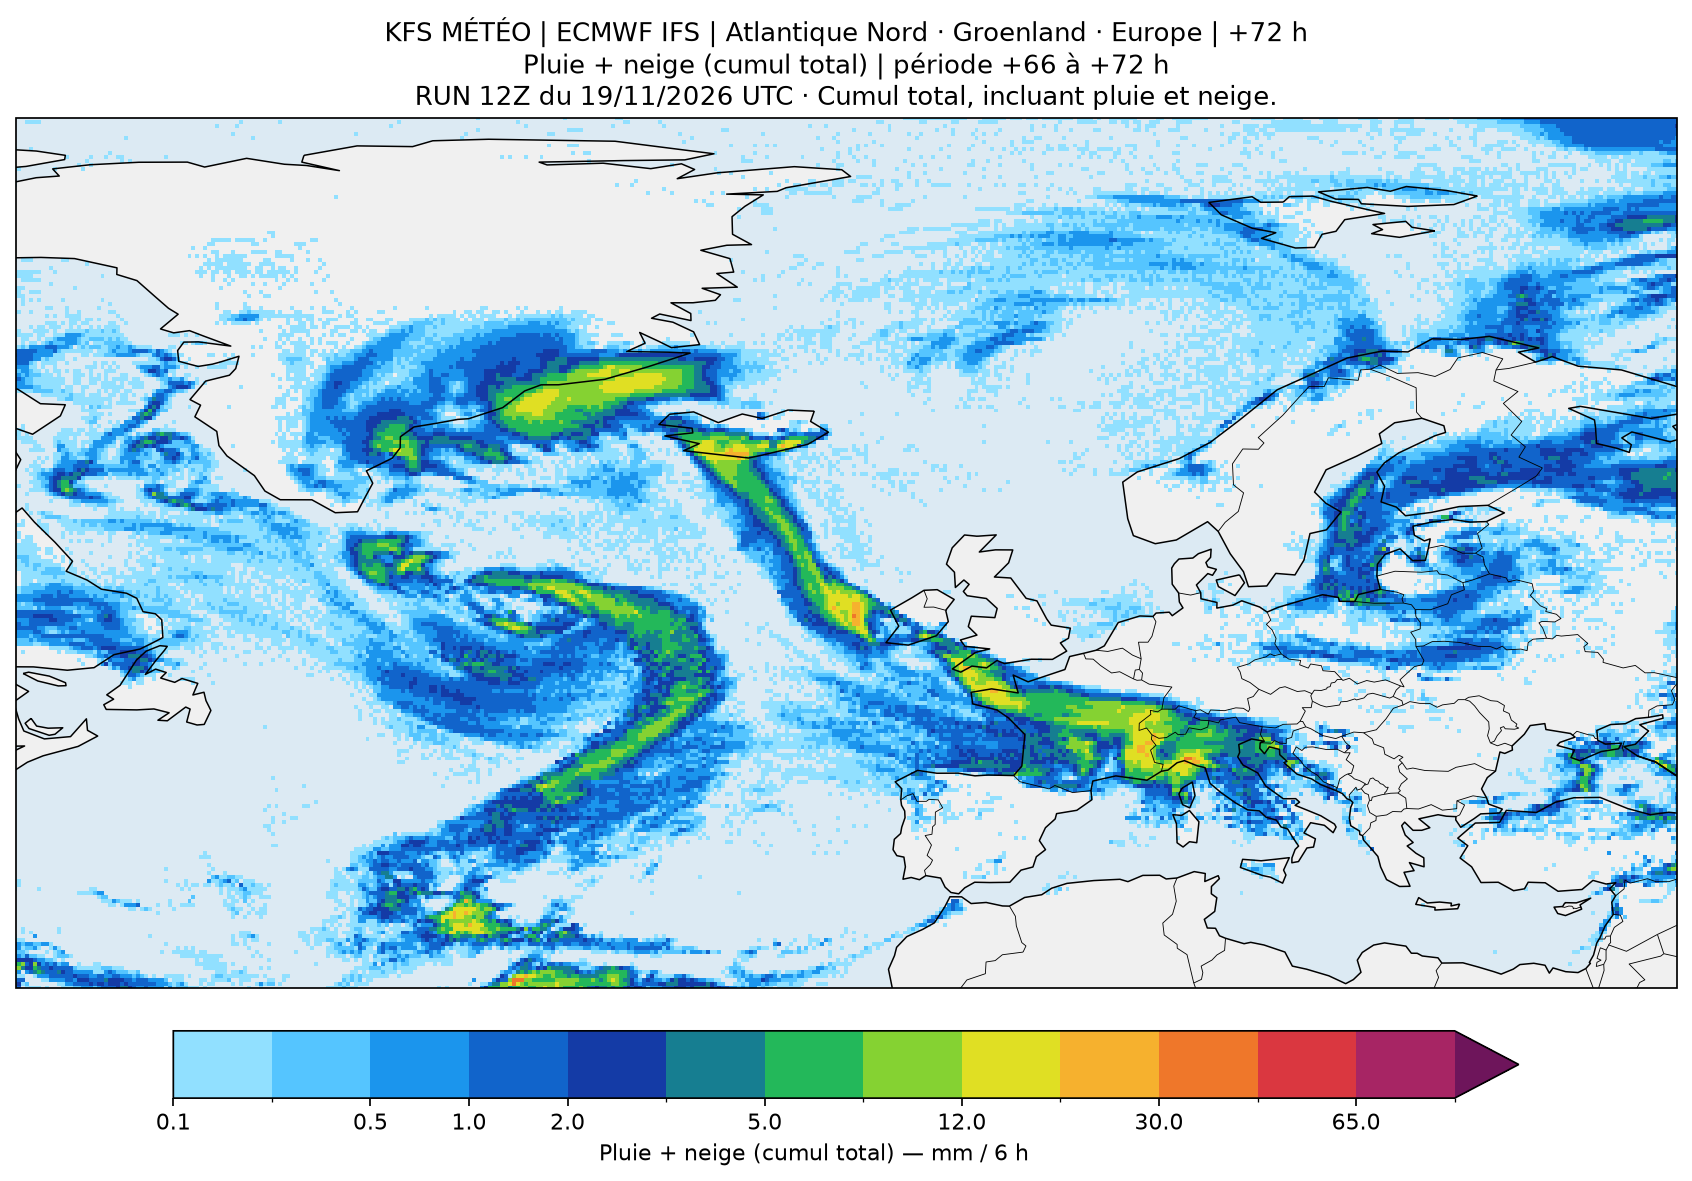 KFS MÉTÉO | ECMWF IFS | Atlantique Nord · Groenland · Europe | +72 h
Pluie + neige (cumul total) | période +66 à +72 h
RUN 12Z du 19/11/2026 UTC · Cumul total, incluant pluie et neige.
0.1 0.5 1.0 2.0 5.0 12.0 30.0 65.0
Pluie + neige (cumul total) — mm / 6 h